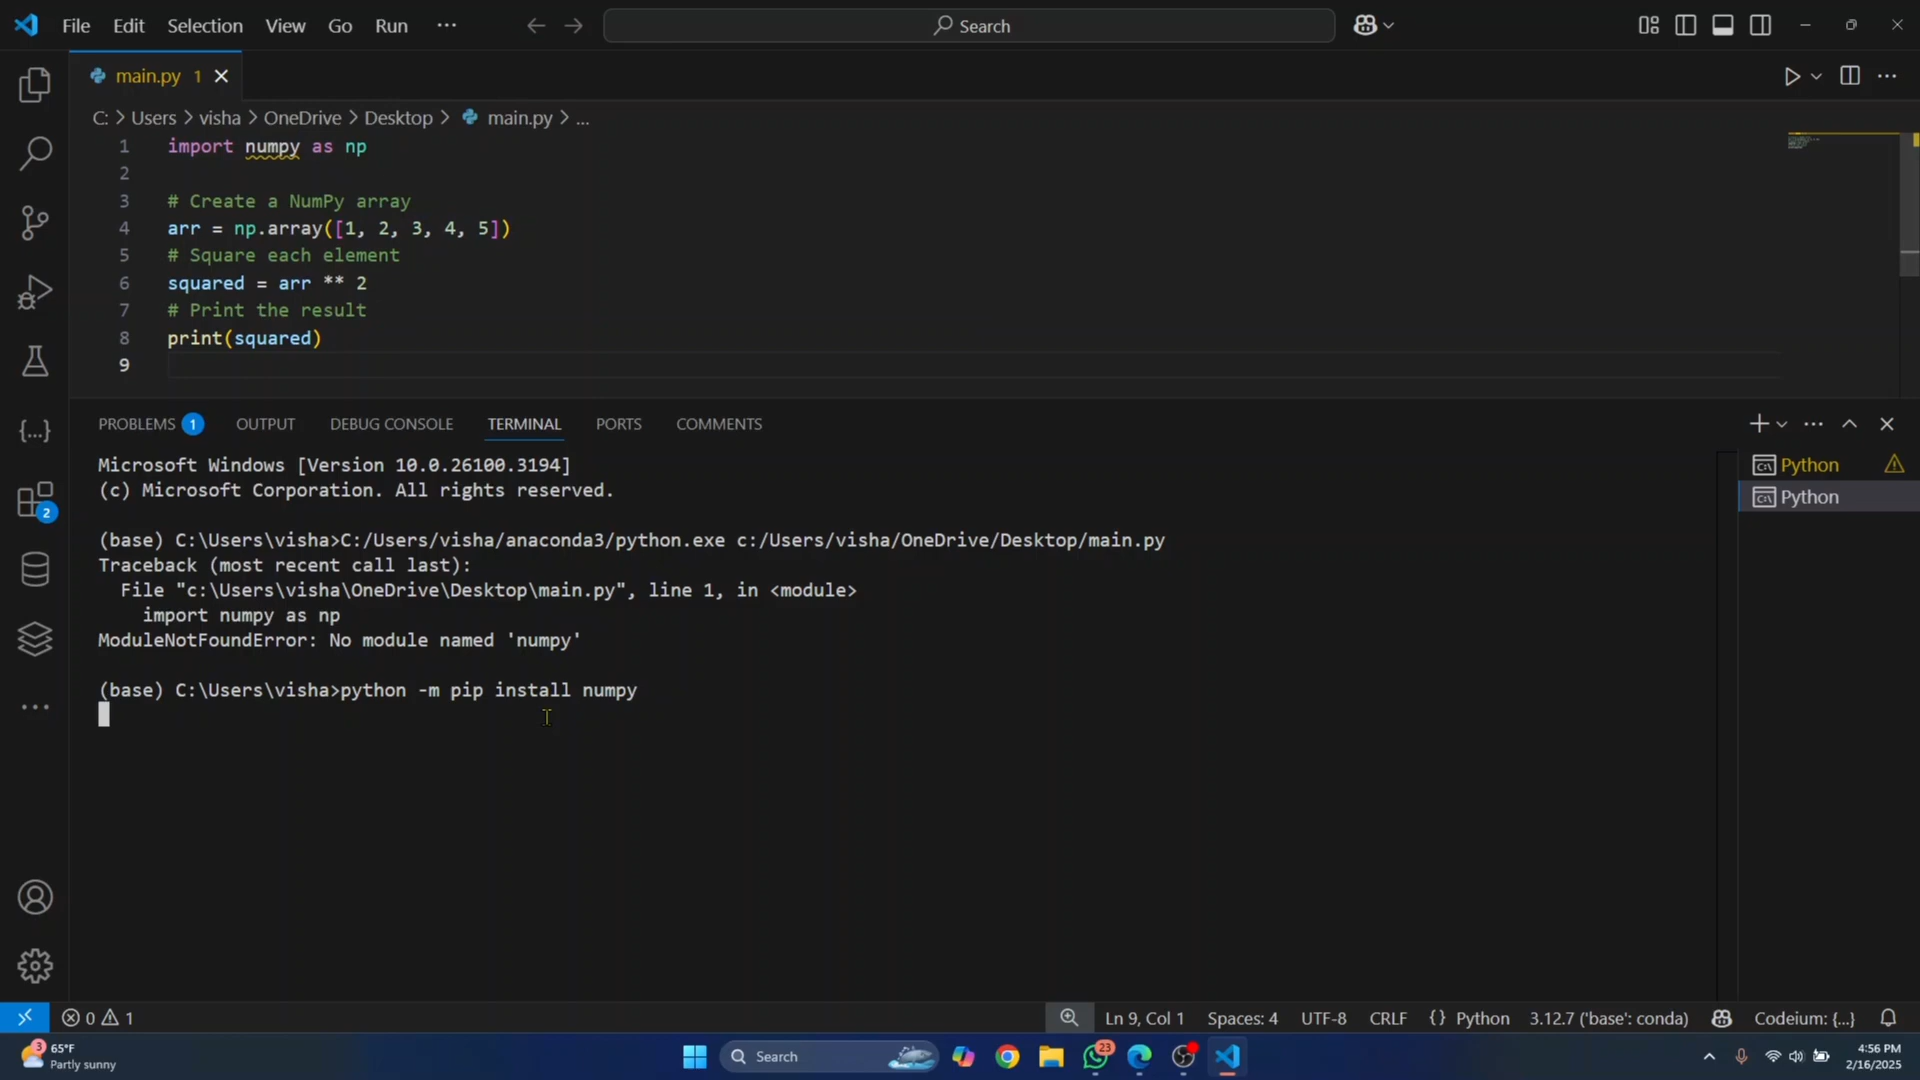 File Edit Selection View Go Run ···
Search
main.py 1
C: > Users > visha > OneDrive > Desktop > main.py > ...
1 import numpy as np
2
3 # Create a NumPy array
4 arr = np.array([1, 2, 3, 4, 5])
5 # Square each element
6 squared = arr ** 2
7 # Print the result
8 print(squared)
9
PROBLEMS 1 OUTPUT DEBUG CONSOLE TERMINAL PORTS COMMENTS
Microsoft Windows [Version 10.0.26100.3194]
(c) Microsoft Corporation. All rights reserved.
(base) C:\Users\visha>C:/Users/visha/anaconda3/python.exe c:/Users/visha/OneDrive/Desktop/main.py
Traceback (most recent call last):
File "c:\Users\visha\OneDrive\Desktop\main.py", line 1, in <module>
import numpy as np
ModuleNotFoundError: No module named 'numpy'
(base) C:\Users\visha>python -m pip install numpy
Python
Python
2
0 1 Ln 9, Col 1 Spaces: 4 UTF-8 CRLF {} Python 3.12.7 ('base': conda) Codeium: {...}
3 65°F
Partly sunny
Search
23
4:56 PM
2/16/2025